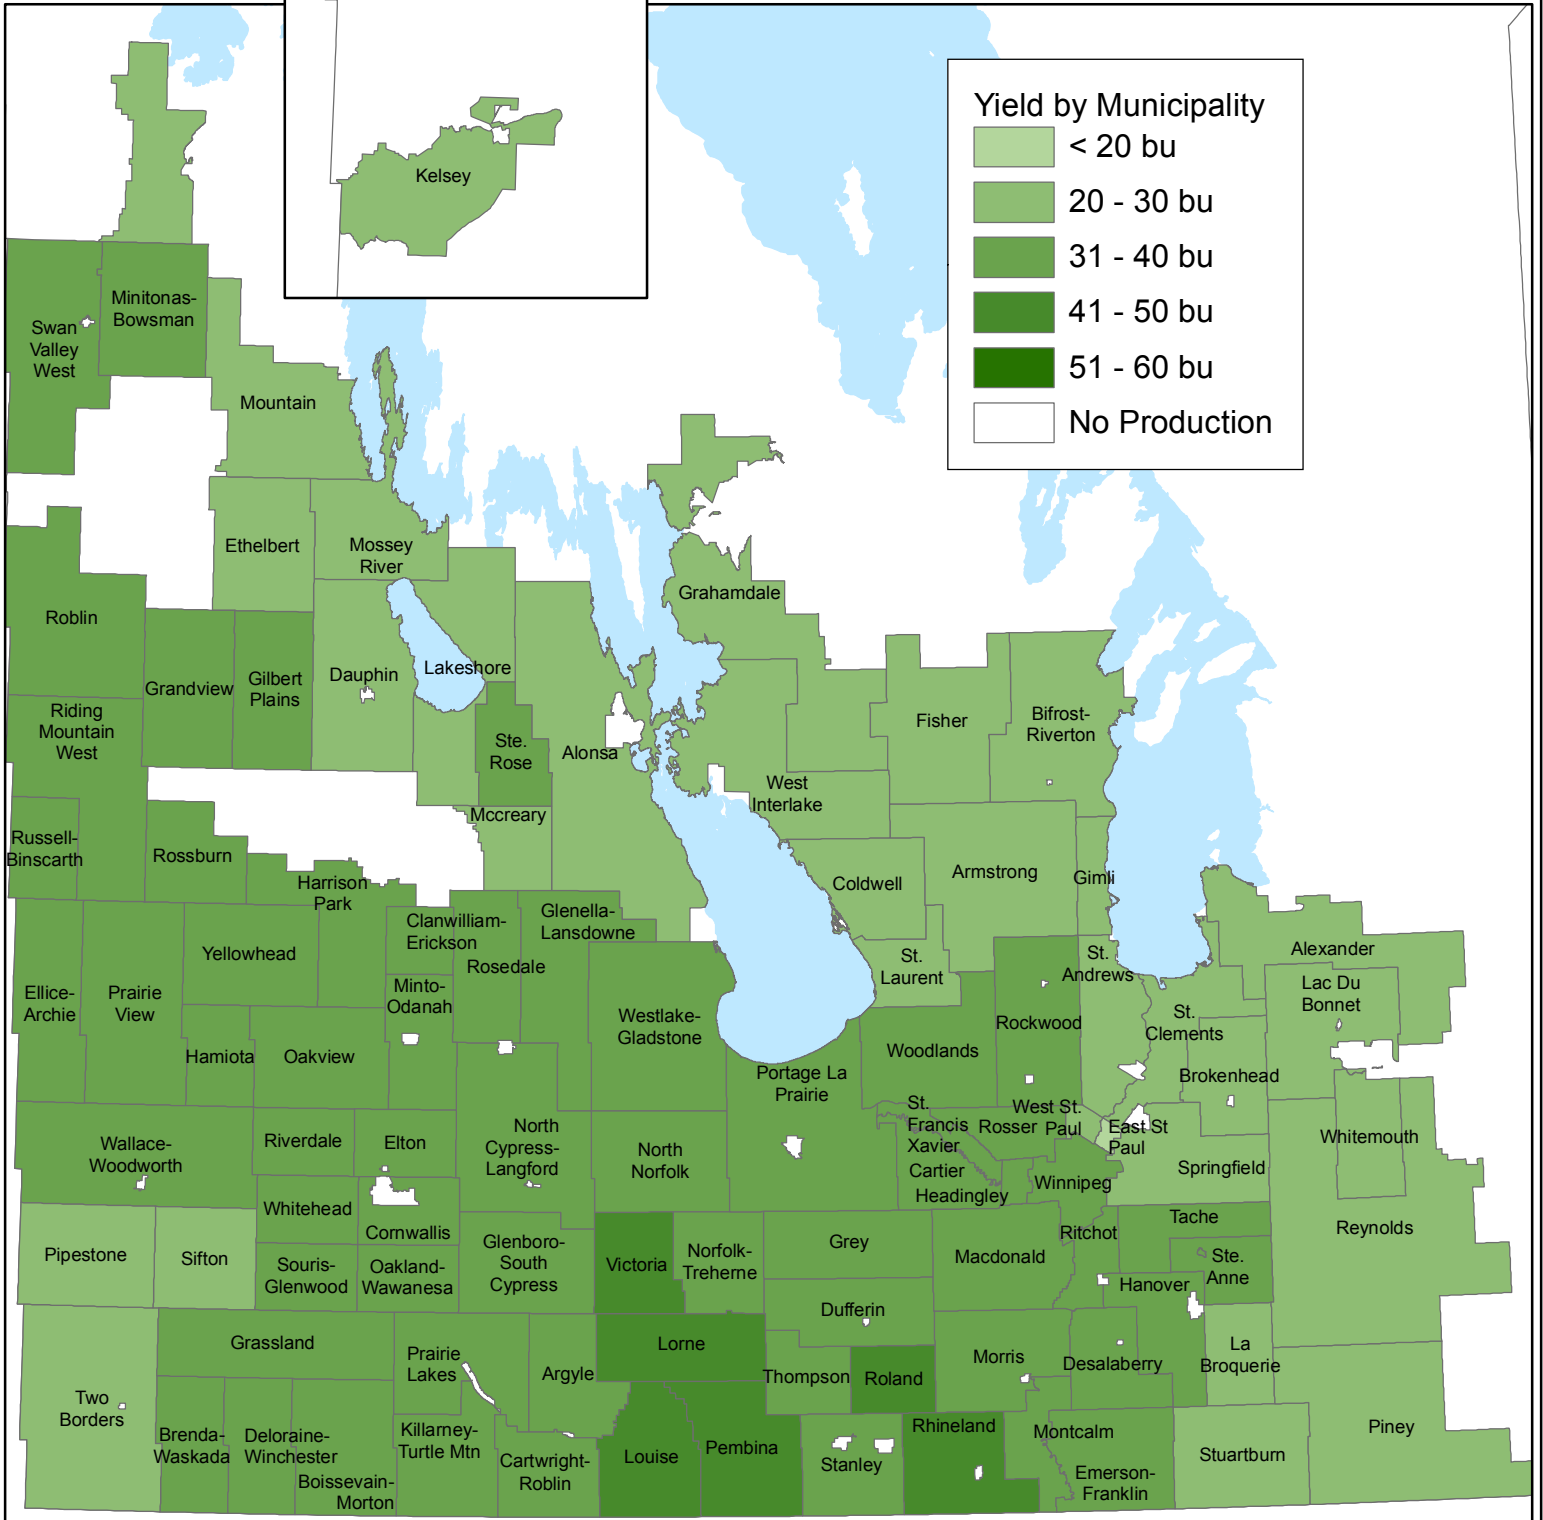 Yield by Municipality
< 20 bu
20 - 30 bu
31 - 40 bu
41 - 50 bu
51 - 60 bu
No Production
Kelsey
Swan
Valley
West
Minitonas-
Bowsman
Mountain
Ethelbert
Mossey
River
Grahamdale
Roblin
Grandview
Gilbert
Plains
Dauphin
Lakeshore
Riding
Mountain
West
Ste.
Rose
Alonsa
Fisher
Bifrost-
Riverton
West
Interlake
Mccreary
Russell-
Binscarth
Rossburn
Harrison
Park
Coldwell
Armstrong
Gimli
Clanwilliam-
Erickson
Glenella-
Lansdowne
Yellowhead
Rosedale
St.
Laurent
St.
Andrews
Alexander
Ellice-
Archie
Prairie
View
Minto-
Odanah
Westlake-
Gladstone
Rockwood
St.
Clements
Lac Du
Bonnet
Hamiota
Oakview
Woodlands
Portage La
Prairie
Brokenhead
Wallace-
Woodworth
Riverdale
Elton
North
Cypress-
Langford
North
Norfolk
St.
Francis
Xavier
Rosser
West St.
Paul
East St
Paul
Whitemouth
Cartier
Headingley
Winnipeg
Springfield
Whitehead
Cornwallis
Tache
Reynolds
Pipestone
Sifton
Souris-
Glenwood
Oakland-
Wawanesa
Glenboro-
South
Cypress
Victoria
Norfolk-
Treherne
Grey
Macdonald
Ritchot
Ste.
Anne
Hanover
Dufferin
Grassland
Prairie
Lakes
Argyle
Lorne
Thompson
Roland
Morris
Desalaberry
La
Broquerie
Two
Borders
Brenda-
Waskada
Deloraine-
Winchester
Boissevain-
Morton
Killarney-
Turtle Mtn
Cartwright-
Roblin
Louise
Pembina
Stanley
Rhineland
Montcalm
Emerson-
Franklin
Stuartburn
Piney